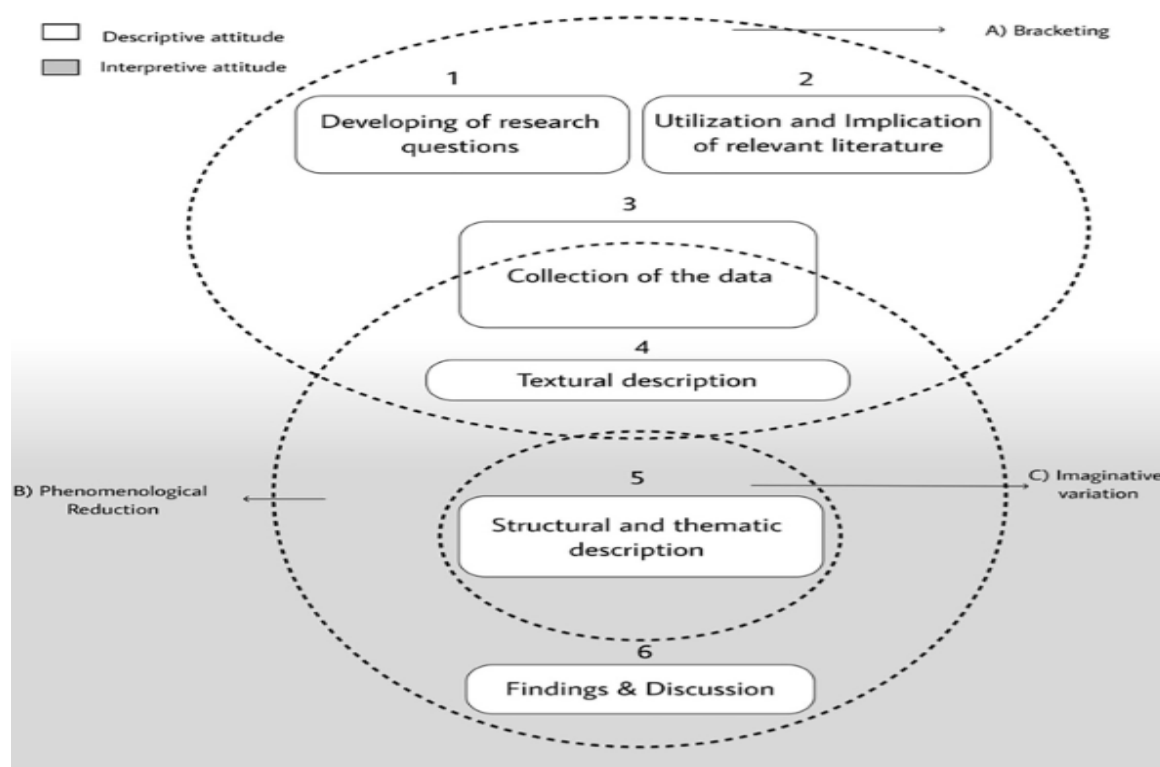 Descriptive attitude
Interpretive attitude
A) Bracketing
1
Developing of research
questions
2
Utilization and Implication
of relevant literature
3
Collection of the data
4
Textural description
B) Phenomenological
Reduction
5
Structural and thematic
description
C) Imaginative
variation
6
Findings & Discussion